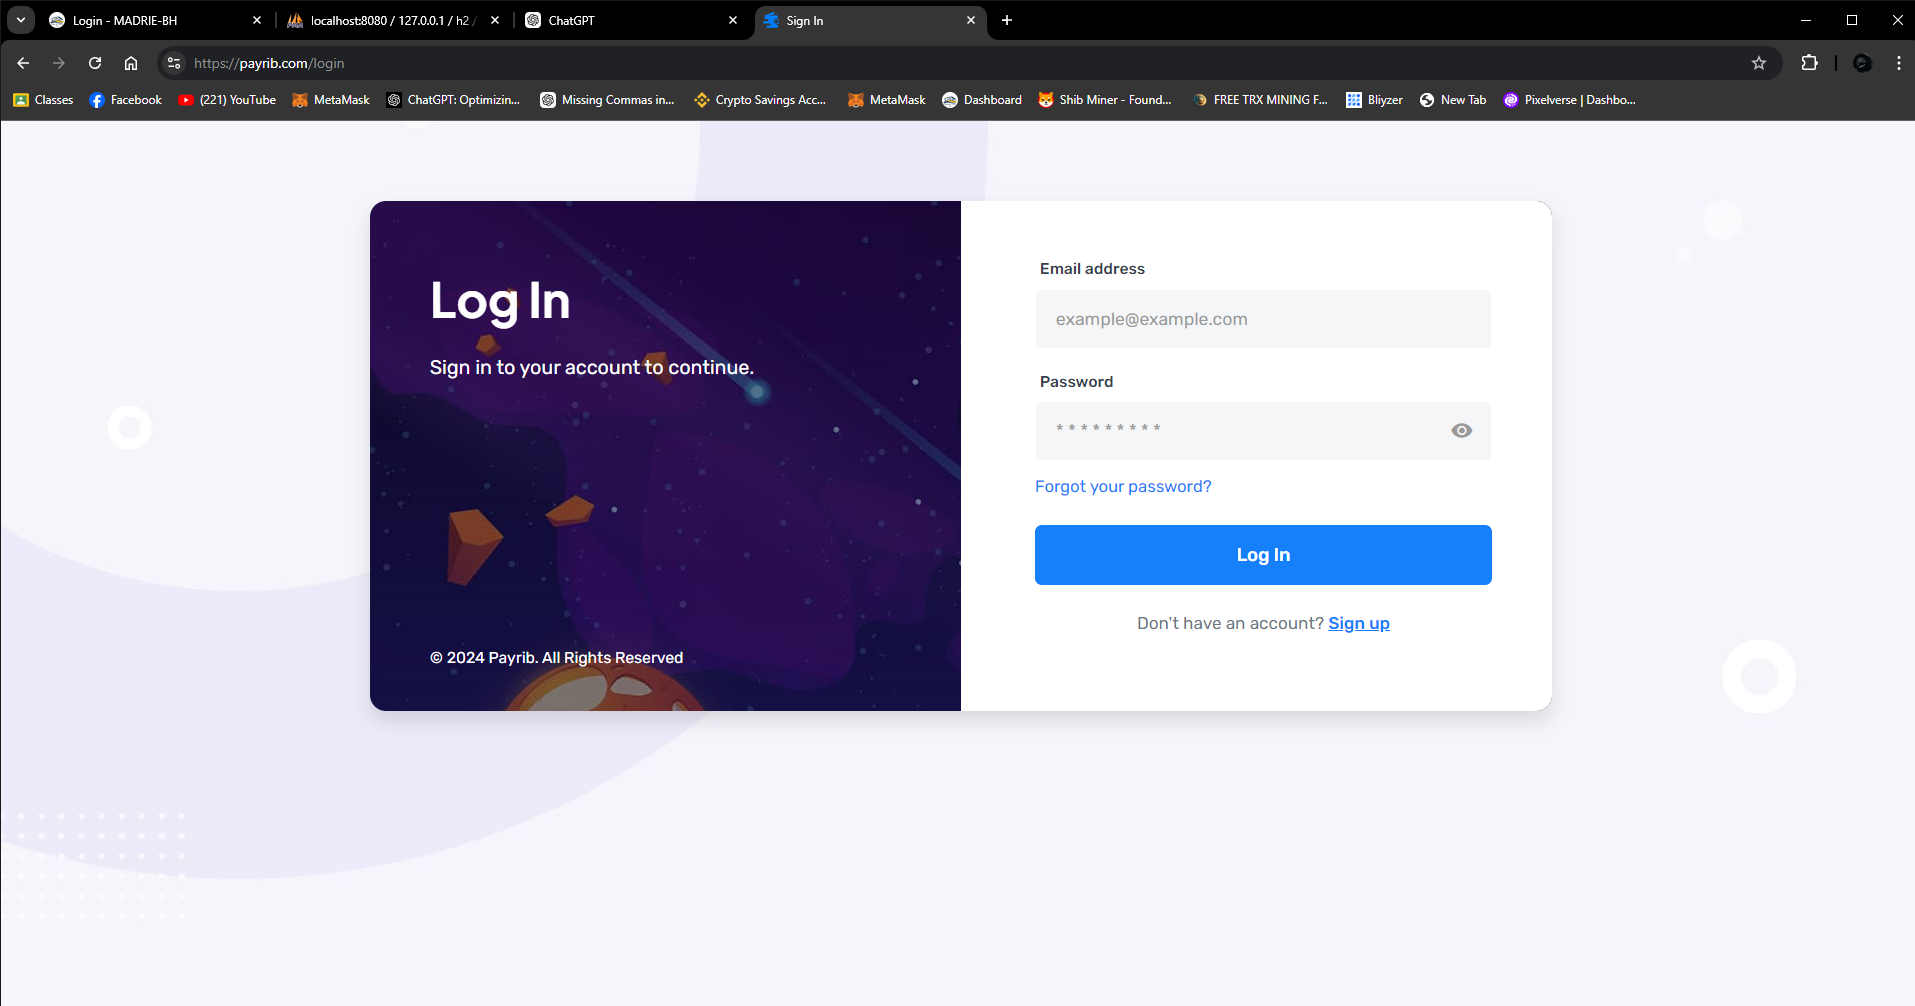 Login - MADRIE-BH
localhost:8080 / 127.0.0.1 / h2 /
ChatGPT
Sign In
https://payrib.com/login
Classes
Facebook
(221) YouTube
MetaMask
ChatGPT: Optimizin...
Missing Commas in...
Crypto Savings Acc...
MetaMask
Dashboard
Shib Miner - Found...
FREE TRX MINING F...
Bliyzer
New Tab
Pixelverse | Dashbo...
Log In
Sign in to your account to continue.
© 2024 Payrib. All Rights Reserved
Email address
example@example.com
Password
* * * * * * * * *
Forgot your password?
Log In
Don't have an account? Sign up